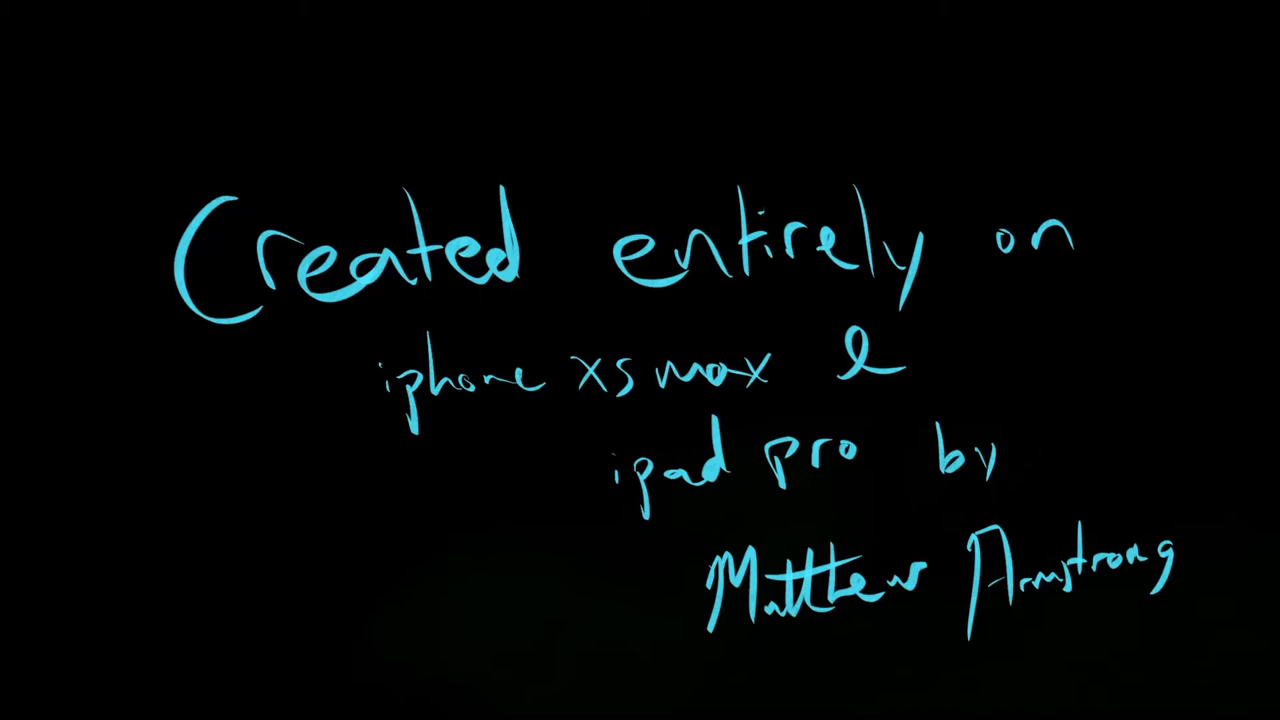 Created entirely on
iphone xs max &
ipad pro by
Matthew Armstrong